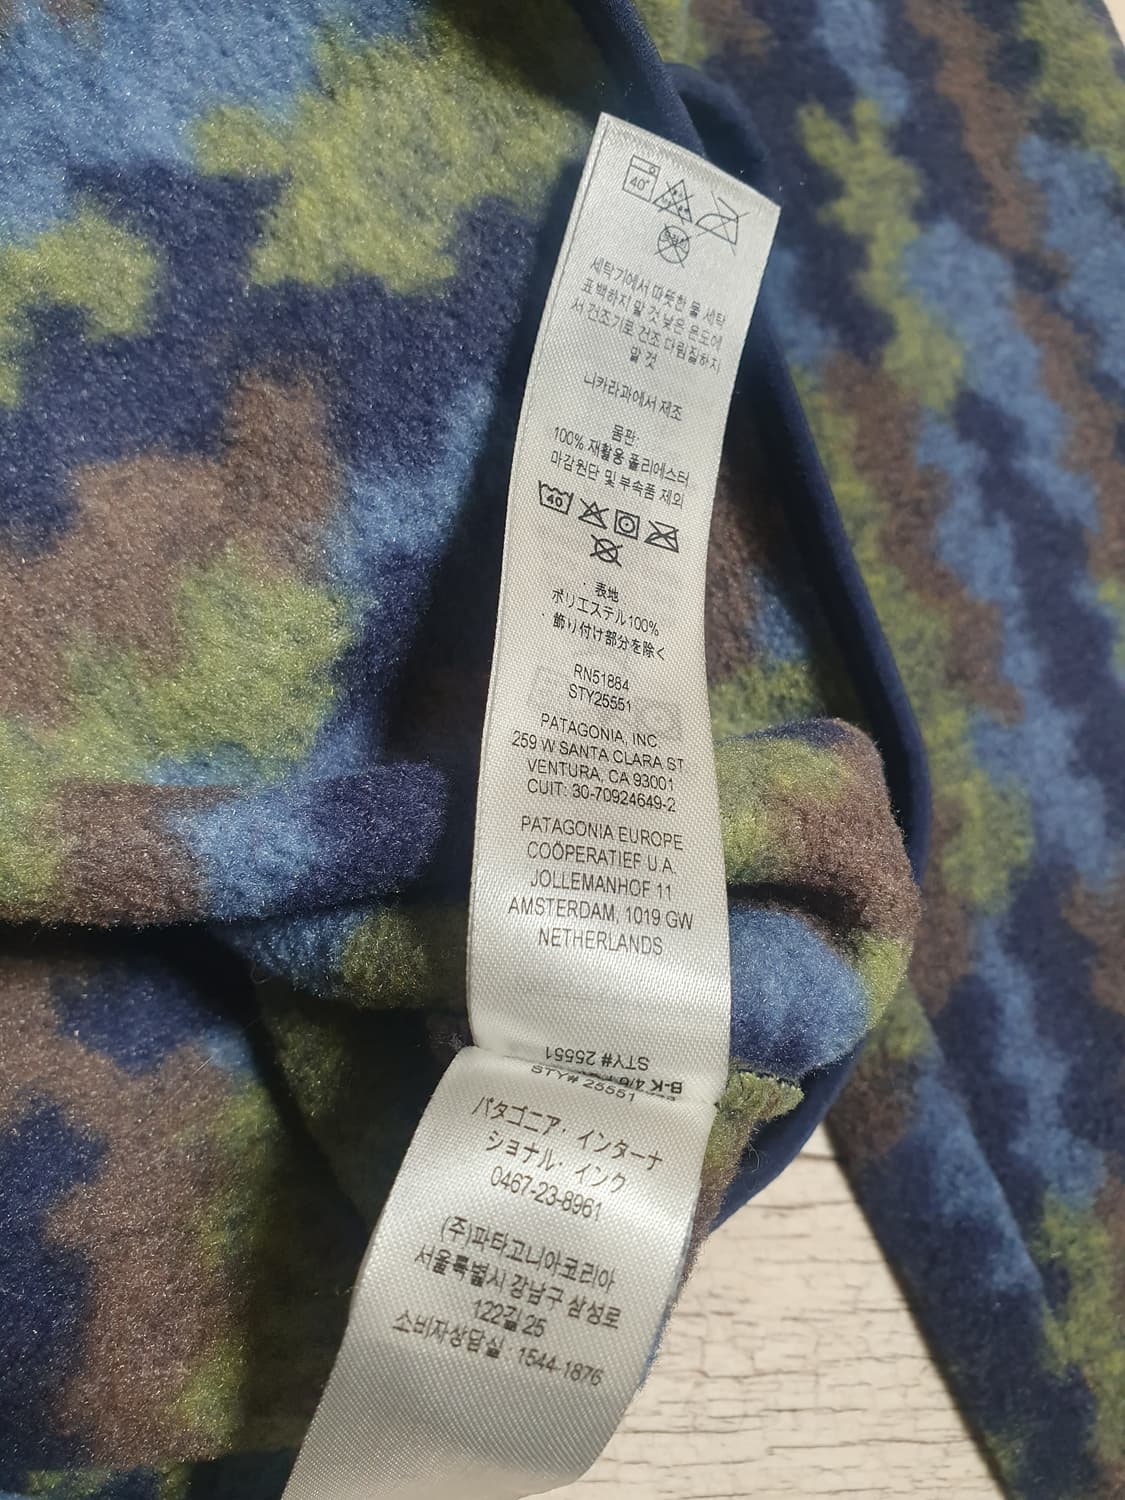 40°
세탁기에서 따뜻한 물 세탁
표백하지 말 것 낮은 온도에
서 건조기로 건조 다림질하지
말 것
니카라과에서 제조
몸판:
100% 재활용 폴리에스터
마감원단 및 부속품 제외
40
表地
ポリエステル100%
飾り付け部分を除く
RN51884
STY25551
PATAGONIA, INC.
259 W SANTA CLARA ST
VENTURA, CA 93001
CUIT: 30-70924649-2
PATAGONIA EUROPE
COÖPERATIEF U.A.
JOLLEMANHOF 11
AMSTERDAM, 1019 GW
NETHERLANDS
STY# 25551
B-K 4/6
STY# 25551
パタゴニア・インターナ
ショナル・インク
0467-23-8961
(주)파타고니아코리아
서울특별시 강남구 삼성로
122길 25
소비자상담실 : 1544-1876